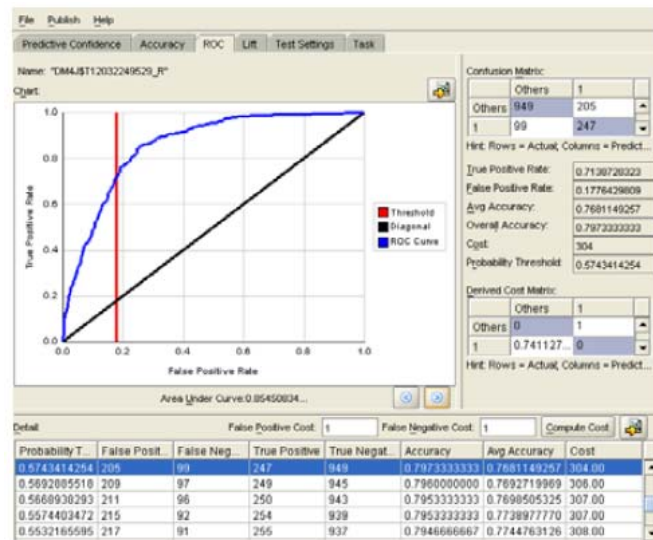 File Publish Help
Predictive Confidence Accuracy ROC Lift Test Settings Task
Name: "DM4J$T12032249529_R"
Chart:
1.0
0.8
0.6
0.4
0.2
0.0
0.0 0.2 0.4 0.6 0.8 1.0
True Positive Rate
False Positive Rate
Threshold
Diagonal
ROC Curve
Area Under Curve:0.85450834...
Confusion Matrix:
Others 1
Others 949 205
1 99 247
Hint: Rows = Actual, Columns = Predict...
True Positive Rate: 0.7138728323
False Positive Rate: 0.1776429809
Avg Accuracy: 0.7681149257
Overall Accuracy: 0.7973333333
Cost: 304
Probability Threshold: 0.5743414254
Derived Cost Matrix:
Others 1
Others 0 1
1 0.741127... 0
Hint: Rows = Actual, Columns = Predict...
Detail: False Positive Cost: 1 False Negative Cost: 1 Compute Cost
Probability T... False Posit... False Neg... True Positive True Negat... Accuracy Avg Accuracy Cost
0.5743414254 205 99 247 949 0.7973333333 0.7681149257 304.00
0.5692085518 209 97 249 945 0.7960000000 0.7692719969 306.00
0.5668930293 211 96 250 943 0.7953333333 0.7698505325 307.00
0.5574403472 215 92 254 939 0.7953333333 0.7738977770 307.00
0.5532165595 217 91 255 937 0.7946666667 0.7744763126 308.00